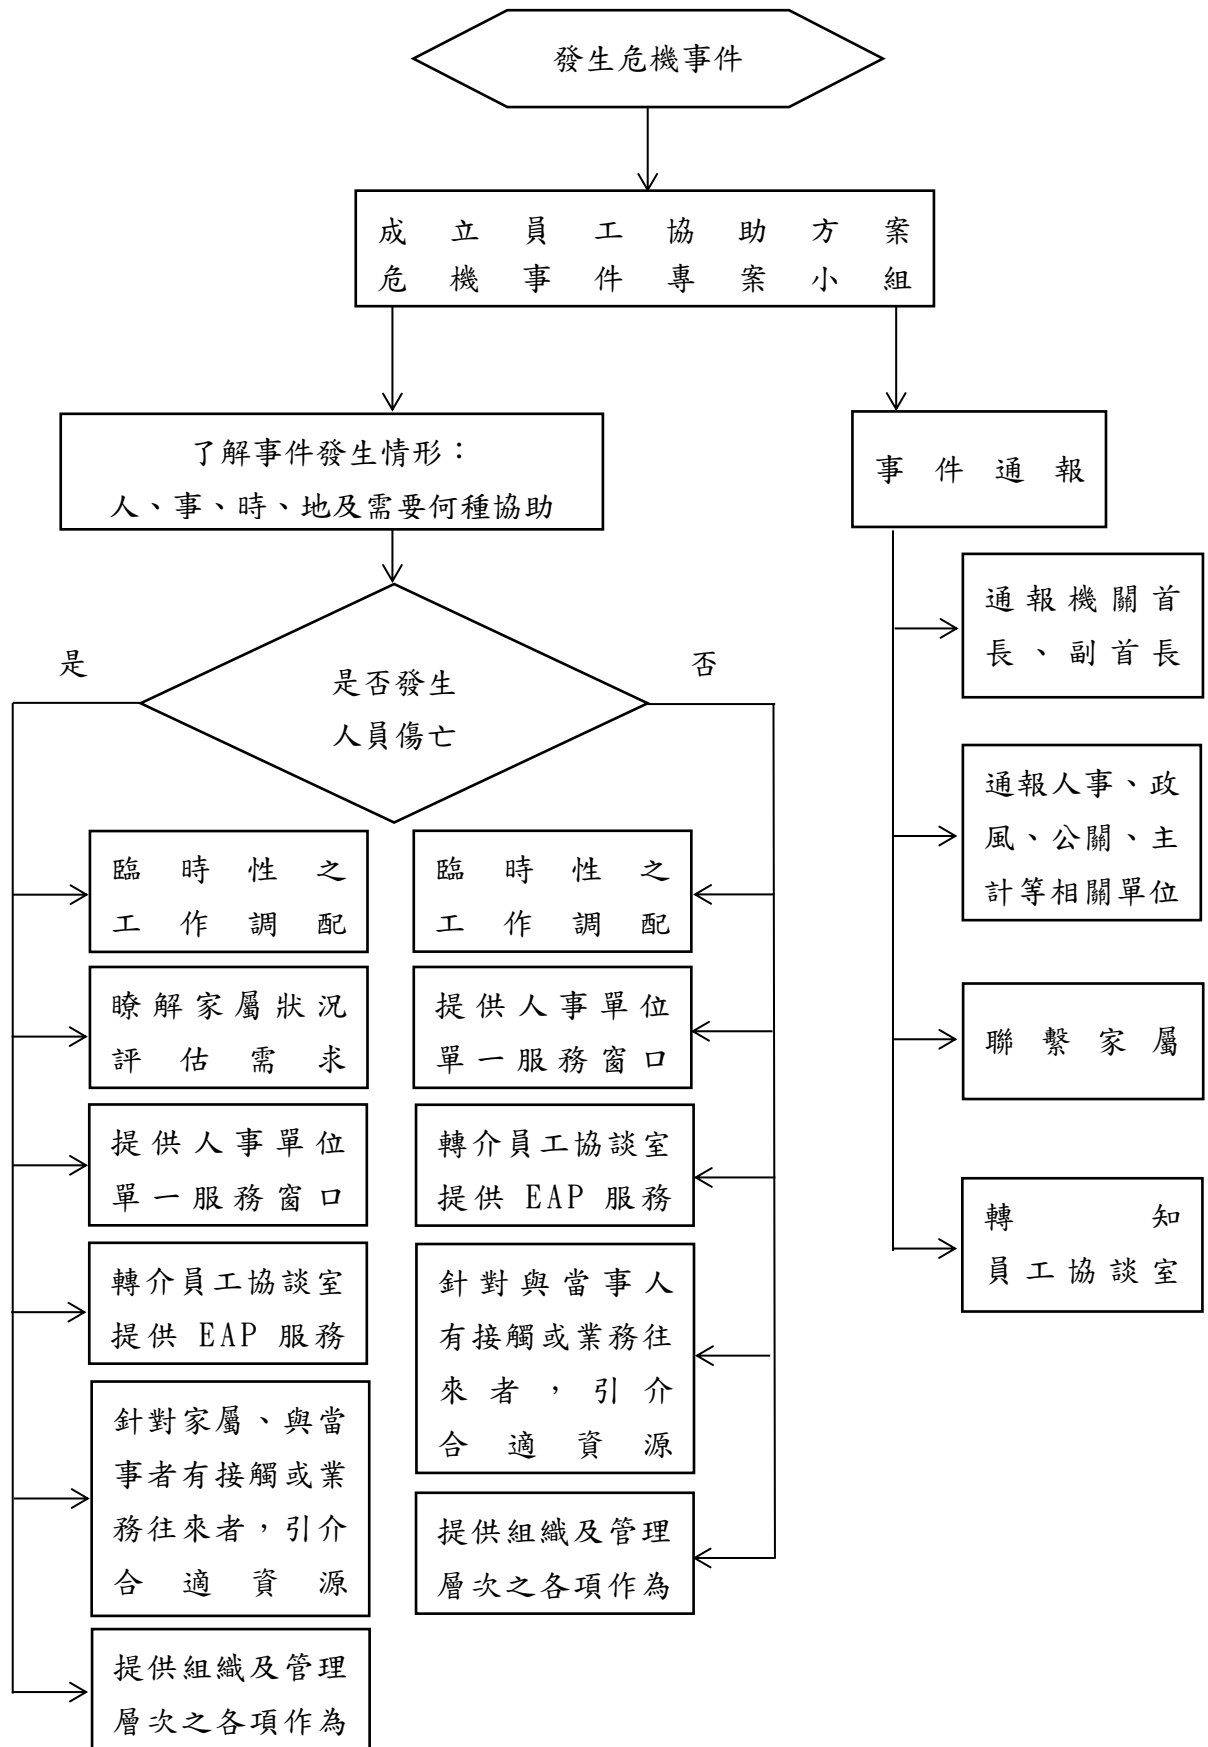 發生危機事件
成立員工協助方案
危機事件專案小組
了解事件發生情形：
人、事、時、地及需要何種協助
事件通報
通報機關首
長、副首長
是
否
是否發生
人員傷亡
通報人事、政
風、公關、主
計等相關單位
聯繫家屬
轉知
員工協談室
臨時性之
工作調配
瞭解家屬狀況
評估需求
提供人事單位
單一服務窗口
轉介員工協談室
提供 EAP 服務
針對家屬、與當
事者有接觸或業
務往來者，引介
合適資源
提供組織及管理
層次之各項作為
臨時性之
工作調配
提供人事單位
單一服務窗口
轉介員工協談室
提供 EAP 服務
針對與當事人
有接觸或業務往
來者，引介
合適資源
提供組織及管理
層次之各項作為